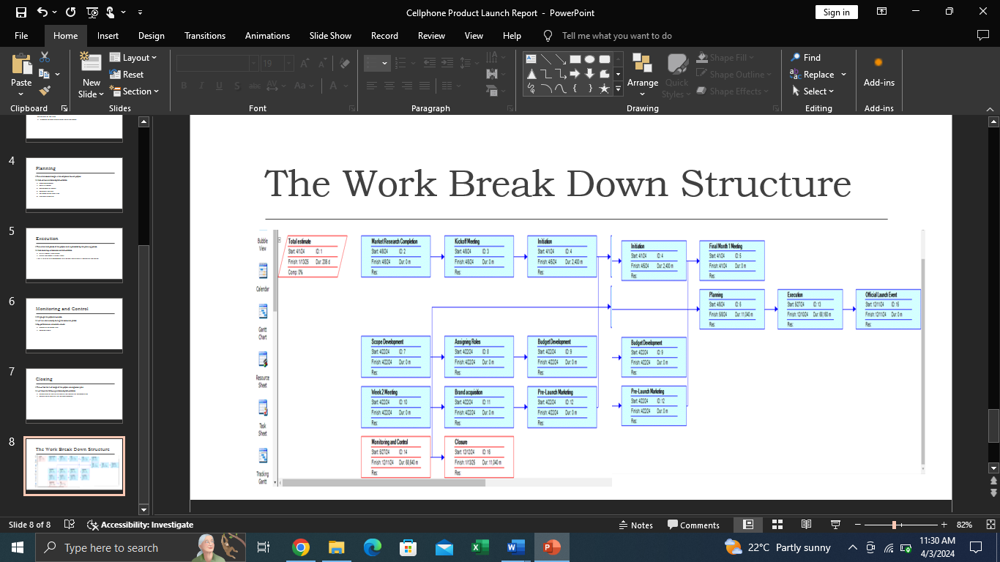 Cellphone Product Launch Report - PowerPoint
Sign in
File Home Insert Design Transitions Animations Slide Show Record Review View Help Tell me what you want to do
Paste
Clipboard
New Slide
Layout
Reset
Section
Slides
19
B I U S abc AV Aa A
Font
Paragraph
Arrange
Quick Styles
Shape Fill
Shape Outline
Shape Effects
Drawing
Find
Replace
Select
Editing
Add-ins
Add-ins
4
Planning
5
Execution
6
Monitoring and Control
7
Closing
8
The Work Break Down Structure
The Work Break Down Structure
Bubble View
Calendar
Gantt Chart
Resource Sheet
Task Sheet
Tracking Gantt
Total estimate
Start: 4/1/24 ID: 1
Finish: 1/13/25 Dur: 206 d
Comp: 0%
Market Research Completion
Start: 4/6/24 ID: 2
Finish: 4/6/24 Dur: 0 m
Res:
Kickoff Meeting
Start: 4/6/24 ID: 3
Finish: 4/6/24 Dur: 0 m
Res:
Initiation
Start: 4/1/24 ID: 4
Finish: 4/6/24 Dur: 2,400 m
Res:
Initiation
Start: 4/1/24 ID: 4
Finish: 4/6/24 Dur: 2,400 m
Res:
Final Month 1 Meeting
Start: 4/1/24 ID: 5
Finish: 4/1/24 Dur: 0 m
Res:
Planning
Start: 4/8/24 ID: 6
Finish: 5/8/24 Dur: 11,040 m
Res:
Execution
Start: 5/27/24 ID: 13
Finish: 12/10/24 Dur: 68,160 m
Res:
Official Launch Event
Start: 12/11/24 ID: 15
Finish: 12/11/24 Dur: 0 m
Res:
Scope Development
Start: 4/22/24 ID: 7
Finish: 4/22/24 Dur: 0 m
Res:
Assigning Roles
Start: 4/22/24 ID: 8
Finish: 4/22/24 Dur: 0 m
Res:
Budget Development
Start: 4/22/24 ID: 9
Finish: 4/22/24 Dur: 0 m
Res:
Budget Development
Start: 4/22/24 ID: 9
Finish: 4/22/24 Dur: 0 m
Res:
Week 2 Meeting
Start: 4/22/24 ID: 10
Finish: 4/22/24 Dur: 0 m
Res:
Brand acquisition
Start: 4/22/24 ID: 11
Finish: 4/22/24 Dur: 0 m
Res:
Pre-Launch Marketing
Start: 4/22/24 ID: 12
Finish: 4/22/24 Dur: 0 m
Res:
Pre-Launch Marketing
Start: 4/22/24 ID: 12
Finish: 4/22/24 Dur: 0 m
Res:
Monitoring and Control
Start: 5/27/24 ID: 14
Finish: 12/11/24 Dur: 68,640 m
Res:
Closure
Start: 12/12/24 ID: 16
Finish: 1/13/25 Dur: 11,040 m
Res:
Slide 8 of 8
Accessibility: Investigate
Notes
Comments
82%
Type here to search
22°C Partly sunny
11:30 AM
4/3/2024